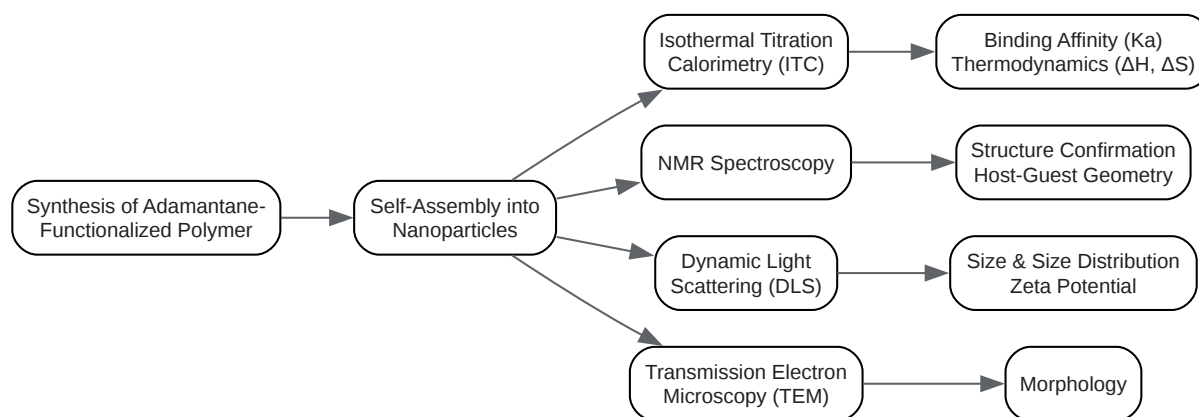 Synthesis of Adamantane-
Functionalized Polymer
Self-Assembly into
Nanoparticles
Isothermal Titration
Calorimetry (ITC)
Binding Affinity (Ka)
Thermodynamics (ΔH, ΔS)
NMR Spectroscopy
Structure Confirmation
Host-Guest Geometry
Dynamic Light
Scattering (DLS)
Size & Size Distribution
Zeta Potential
Transmission Electron
Microscopy (TEM)
Morphology